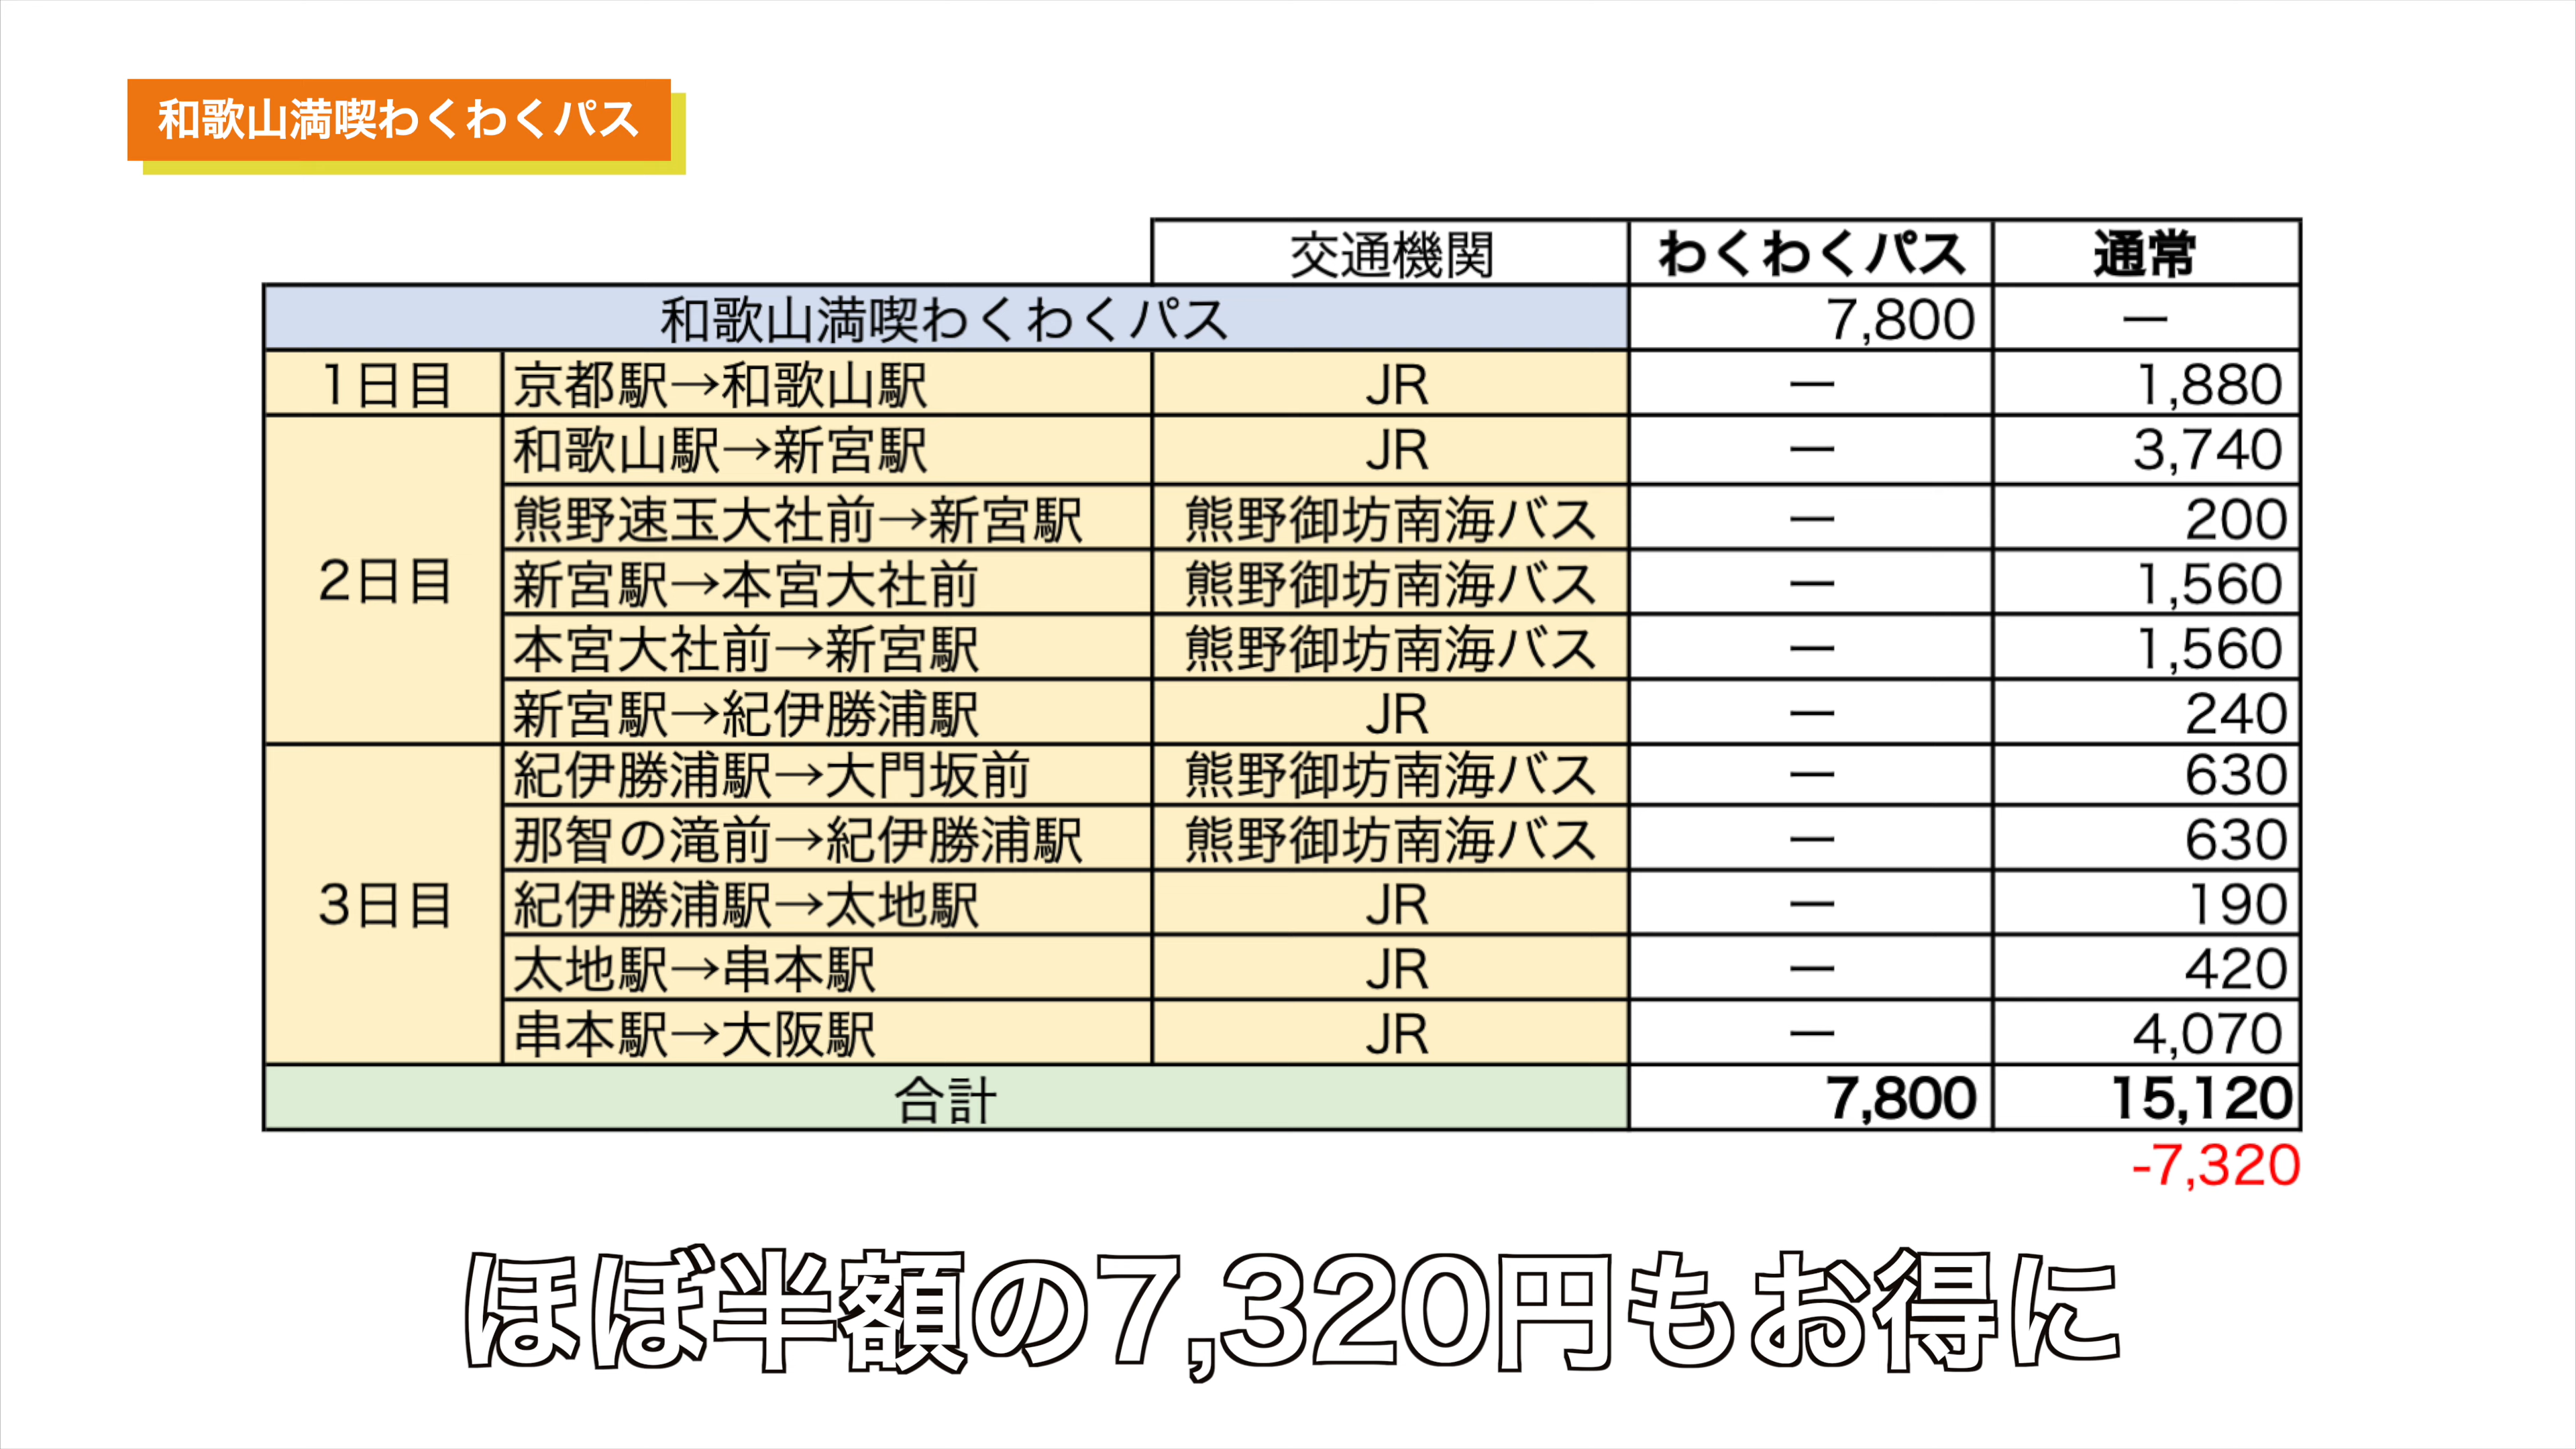 和歌山満喫わくわくパス
交通機関 わくわくパス 通常
和歌山満喫わくわくパス 7,800 ー
1日目 京都駅→和歌山駅 JR ー 1,880
2日目 和歌山駅→新宮駅 JR ー 3,740
熊野速玉大社前→新宮駅 熊野御坊南海バス ー 200
新宮駅→本宮大社前 熊野御坊南海バス ー 1,560
本宮大社前→新宮駅 熊野御坊南海バス ー 1,560
新宮駅→紀伊勝浦駅 JR ー 240
3日目 紀伊勝浦駅→大門坂前 熊野御坊南海バス ー 630
那智の滝前→紀伊勝浦駅 熊野御坊南海バス ー 630
紀伊勝浦駅→太地駅 JR ー 190
太地駅→串本駅 JR ー 420
串本駅→大阪駅 JR ー 4,070
合計 7,800 15,120
-7,320
ほぼ半額の7,320円もお得に